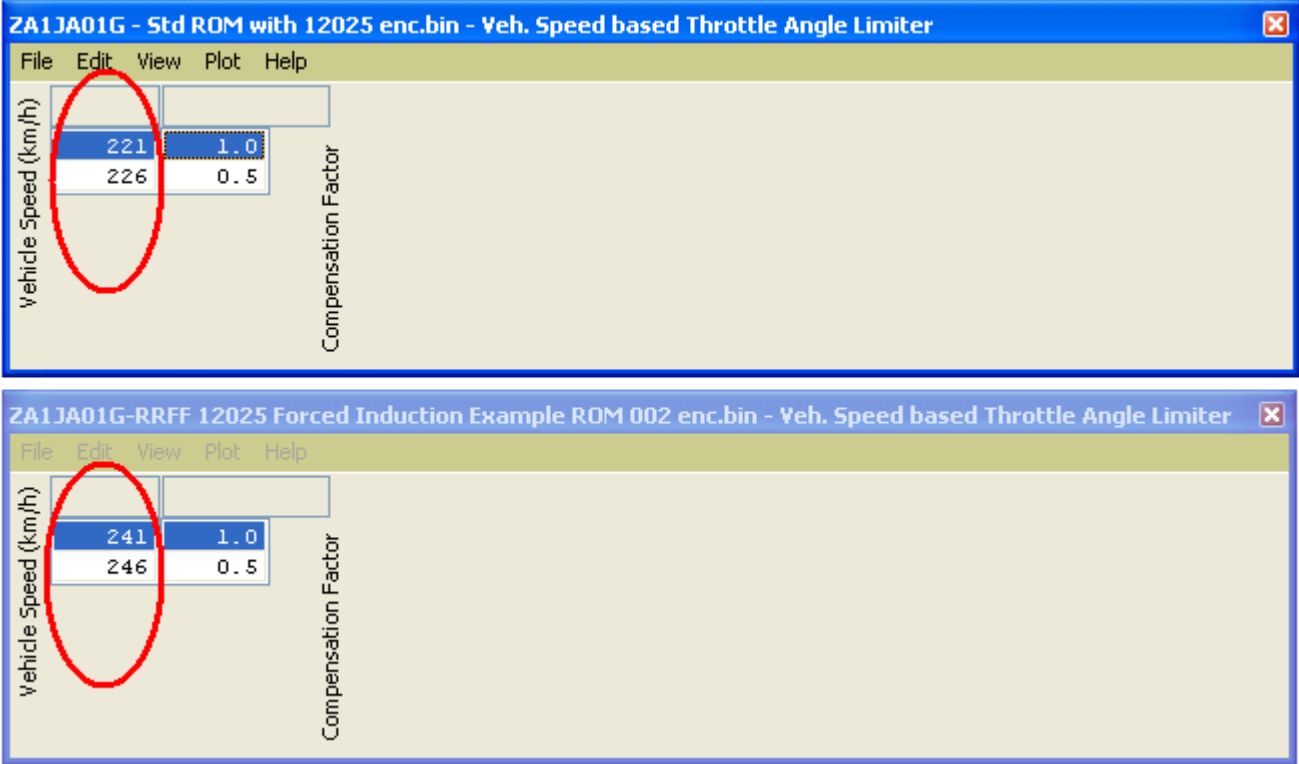 ZA1JA01G - Std ROM with 12025 enc.bin - Veh. Speed based Throttle Angle Limiter
File Edit View Plot Help
Vehicle Speed (km/h)
221 1.0
226 0.5
Compensation Factor
ZA1JA01G-RRFF 12025 Forced Induction Example ROM 002 enc.bin - Veh. Speed based Throttle Angle Limiter
File Edit View Plot Help
Vehicle Speed (km/h)
241 1.0
246 0.5
Compensation Factor